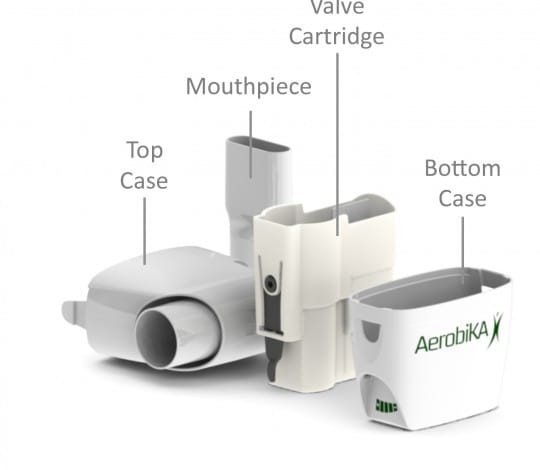 Valve
Cartridge
Mouthpiece
Top
Case
Bottom
Case
AerobiKA